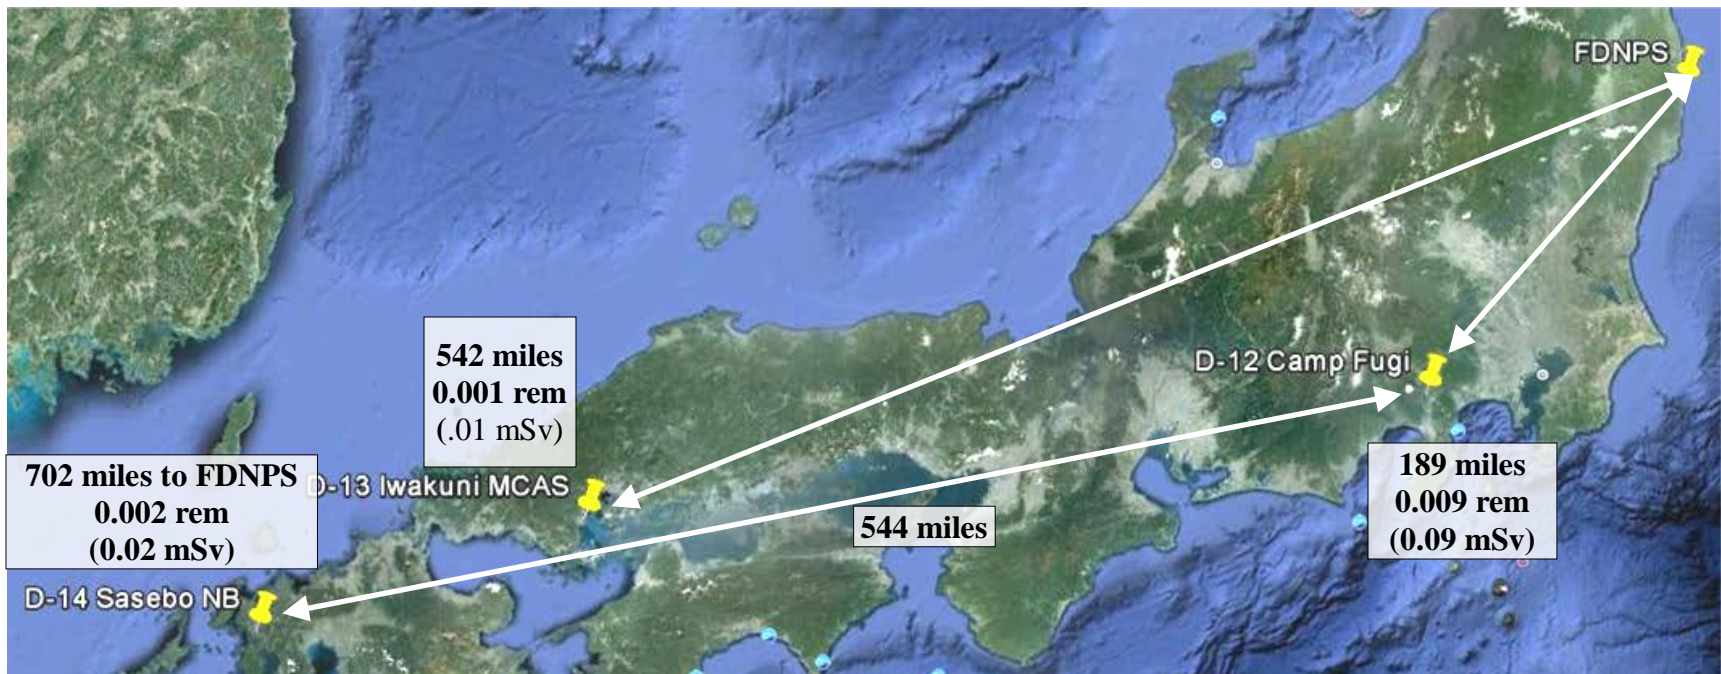 FDNPS
542 miles
0.001 rem
(.01 mSv)
D-12 Camp Fugi
702 miles to FDNPS
0.002 rem
(0.02 mSv)
D-13 Iwakuni MCAS
189 miles
0.009 rem
(0.09 mSv)
544 miles
D-14 Sasebo NB